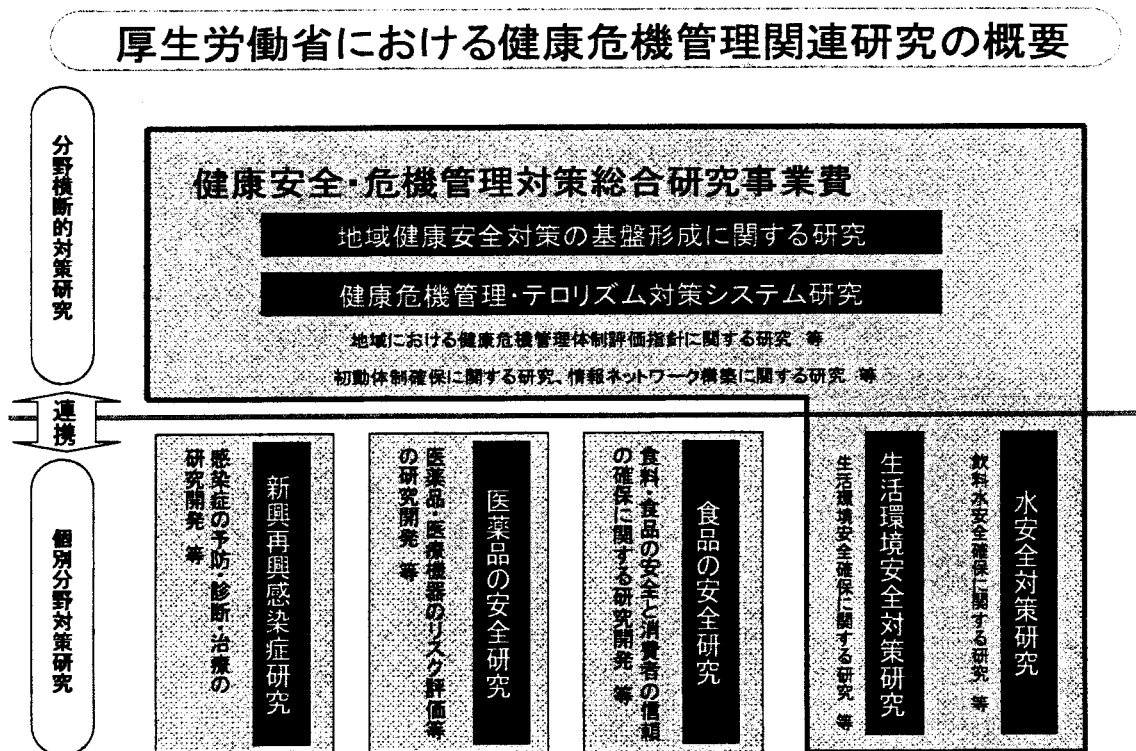 厚生労働省における健康危機管理関連研究の概要
分野横断的対策研究
健康安全・危機管理対策総合研究事業費
地域健康安全対策の基盤形成に関する研究
健康危機管理・テロリズム対策システム研究
地域における健康危機管理体制評価指針に関する研究 等
初動体制確保に関する研究、情報ネットワーク構築に関する研究 等
連携
個別分野対策研究
新興再興感染症研究
感染症の予防・診断・治療の
研究開発 等
医薬品の安全研究
医薬品・医療機器のリスク評価等
の研究開発 等
食品の安全研究
食料・食品の安全と消費者の信頼
の確保に関する研究開発 等
生活環境安全対策研究
生活環境安全確保に関する研究 等
水安全対策研究
飲料水安全確保に関する研究 等